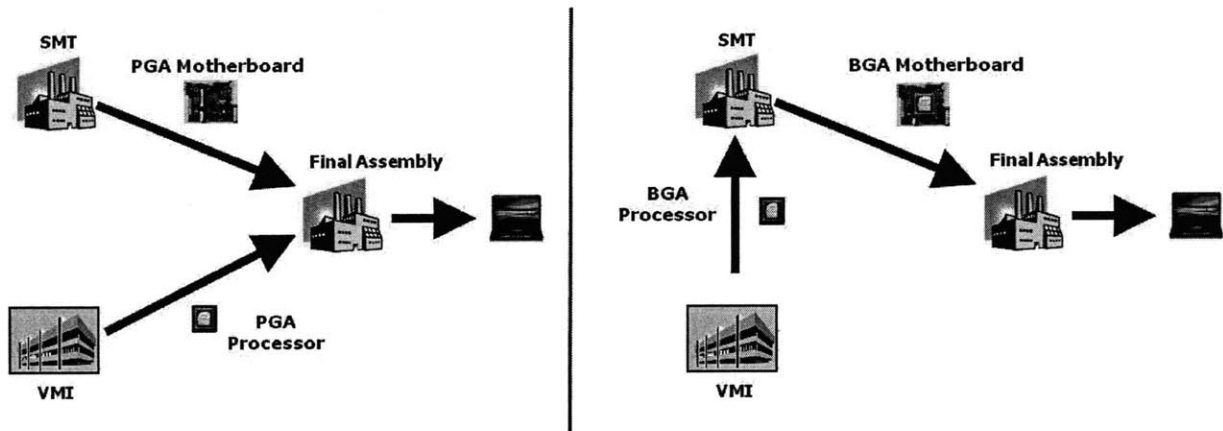 SMT
PGA Motherboard
Final Assembly
PGA
Processor
VMI
SMT
BGA Motherboard
Final Assembly
BGA
Processor
VMI